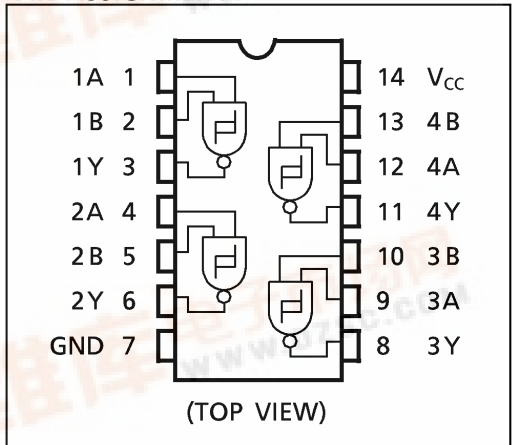 1A 1 14 VCC
1B 2 13 4B
1Y 3 12 4A
2A 4 11 4Y
2B 5 10 3B
2Y 6 9 3A
GND 7 8 3Y
(TOP VIEW)